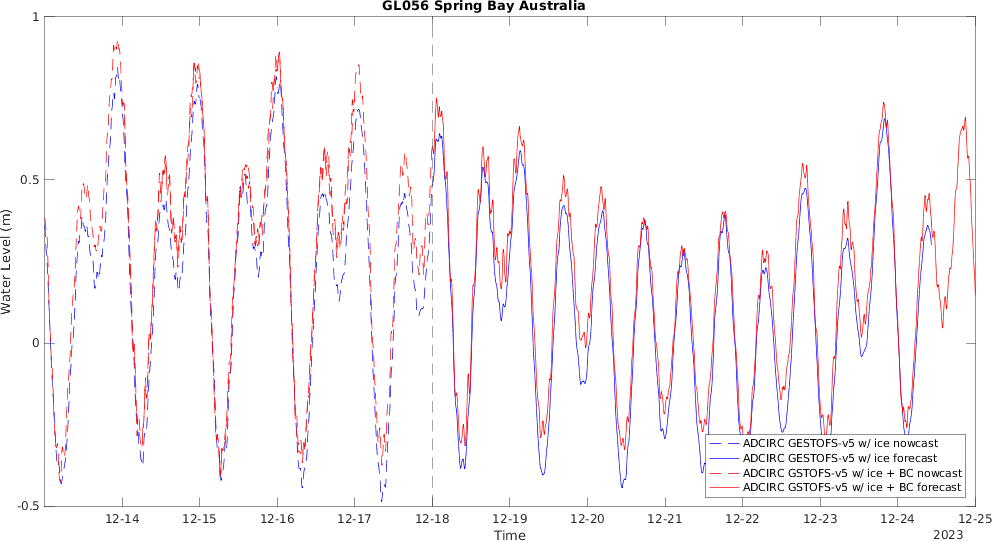 GL056 Spring Bay Australia
1
0.5
0
-0.5
Water Level (m)
12-14 12-15 12-16 12-17 12-18 12-19 12-20 12-21 12-22 12-23 12-24 12-25
Time
2023
ADCIRC GESTOFS-v5 w/ ice nowcast
ADCIRC GESTOFS-v5 w/ ice forecast
ADCIRC GSTOFS-v5 w/ ice + BC nowcast
ADCIRC GSTOFS-v5 w/ ice + BC forecast